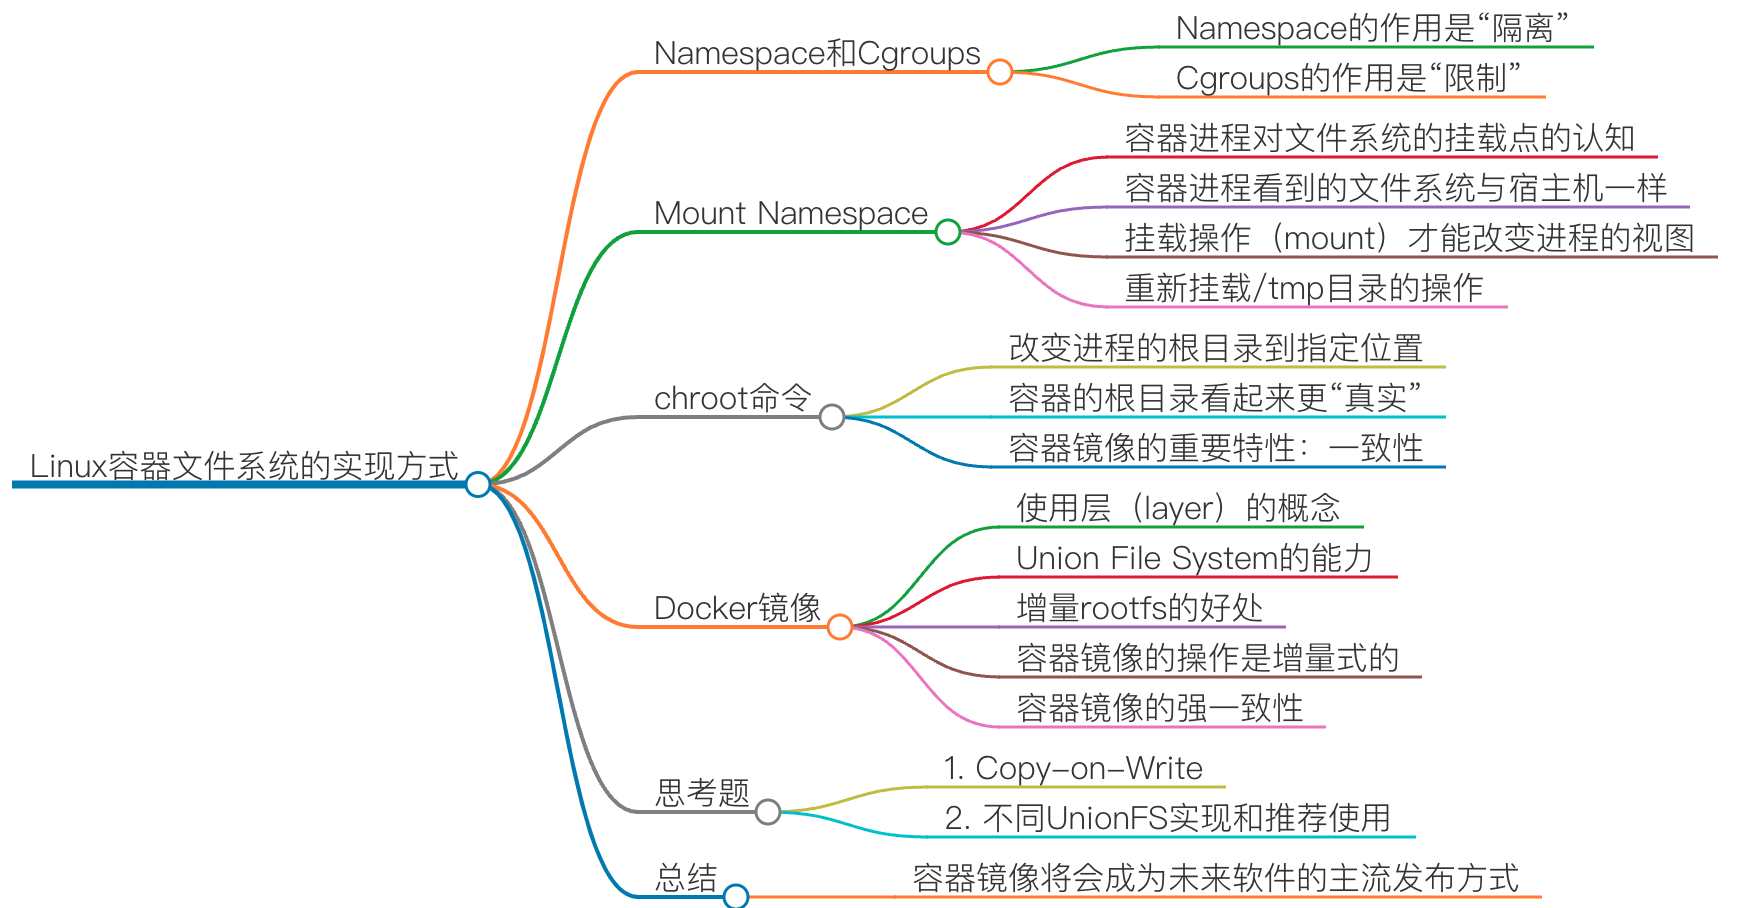 Linux容器文件系统的实现方式
Namespace和Cgroups
Namespace的作用是“隔离”
Cgroups的作用是“限制”
Mount Namespace
容器进程对文件系统的挂载点的认知
容器进程看到的文件系统与宿主机一样
挂载操作（mount）才能改变进程的视图
重新挂载/tmp目录的操作
chroot命令
改变进程的根目录到指定位置
容器的根目录看起来更“真实”
容器镜像的重要特性：一致性
Docker镜像
使用层（layer）的概念
Union File System的能力
增量rootfs的好处
容器镜像的操作是增量式的
容器镜像的强一致性
思考题
1. Copy-on-Write
2. 不同UnionFS实现和推荐使用
总结
容器镜像将会成为未来软件的主流发布方式